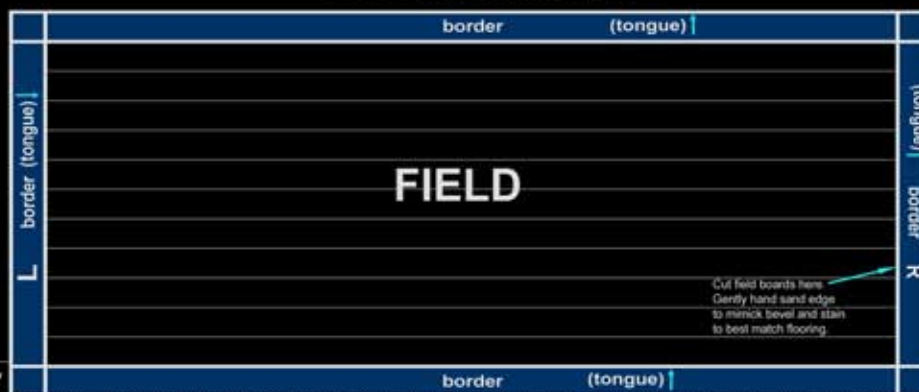 border (tongue)
border (tongue)
FIELD
(tongue) border
L
R
Cut field boards here.
Gently hand sand edge
to mimick bevel and stain
to best match flooring.
border (tongue)